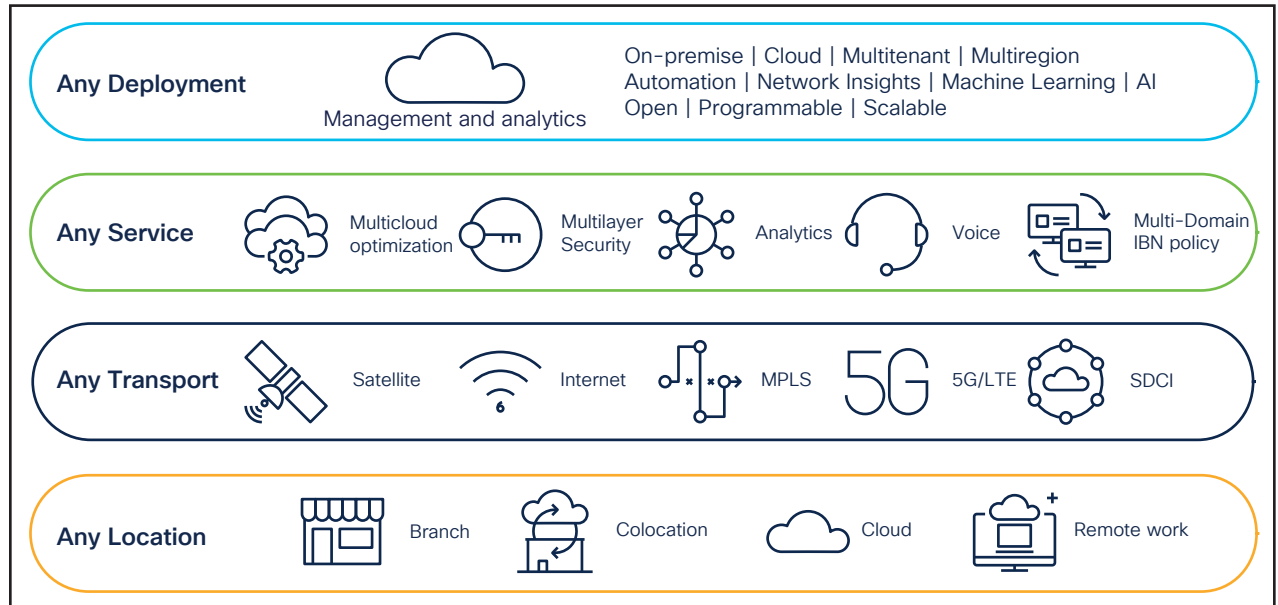 Any Deployment
Management and analytics
On-premise | Cloud | Multitenant | Multiregion
Automation | Network Insights | Machine Learning | AI
Open | Programmable | Scalable
Any Service
Multicloud
optimization
Multilayer
Security
Analytics
Voice
Multi-Domain
IBN policy
Any Transport
Satellite
6
Internet
MPLS
5G
5G/LTE
SDCI
Any Location
Branch
Colocation
Cloud
Remote work